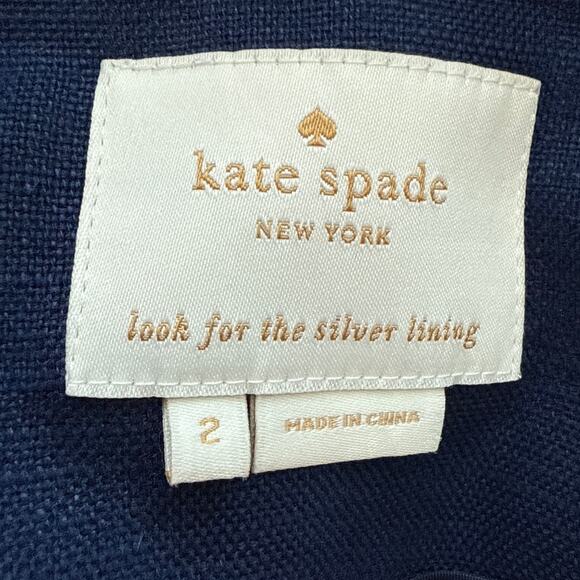 kate spade
NEW YORK
look for the silver lining
2
MADE IN CHINA